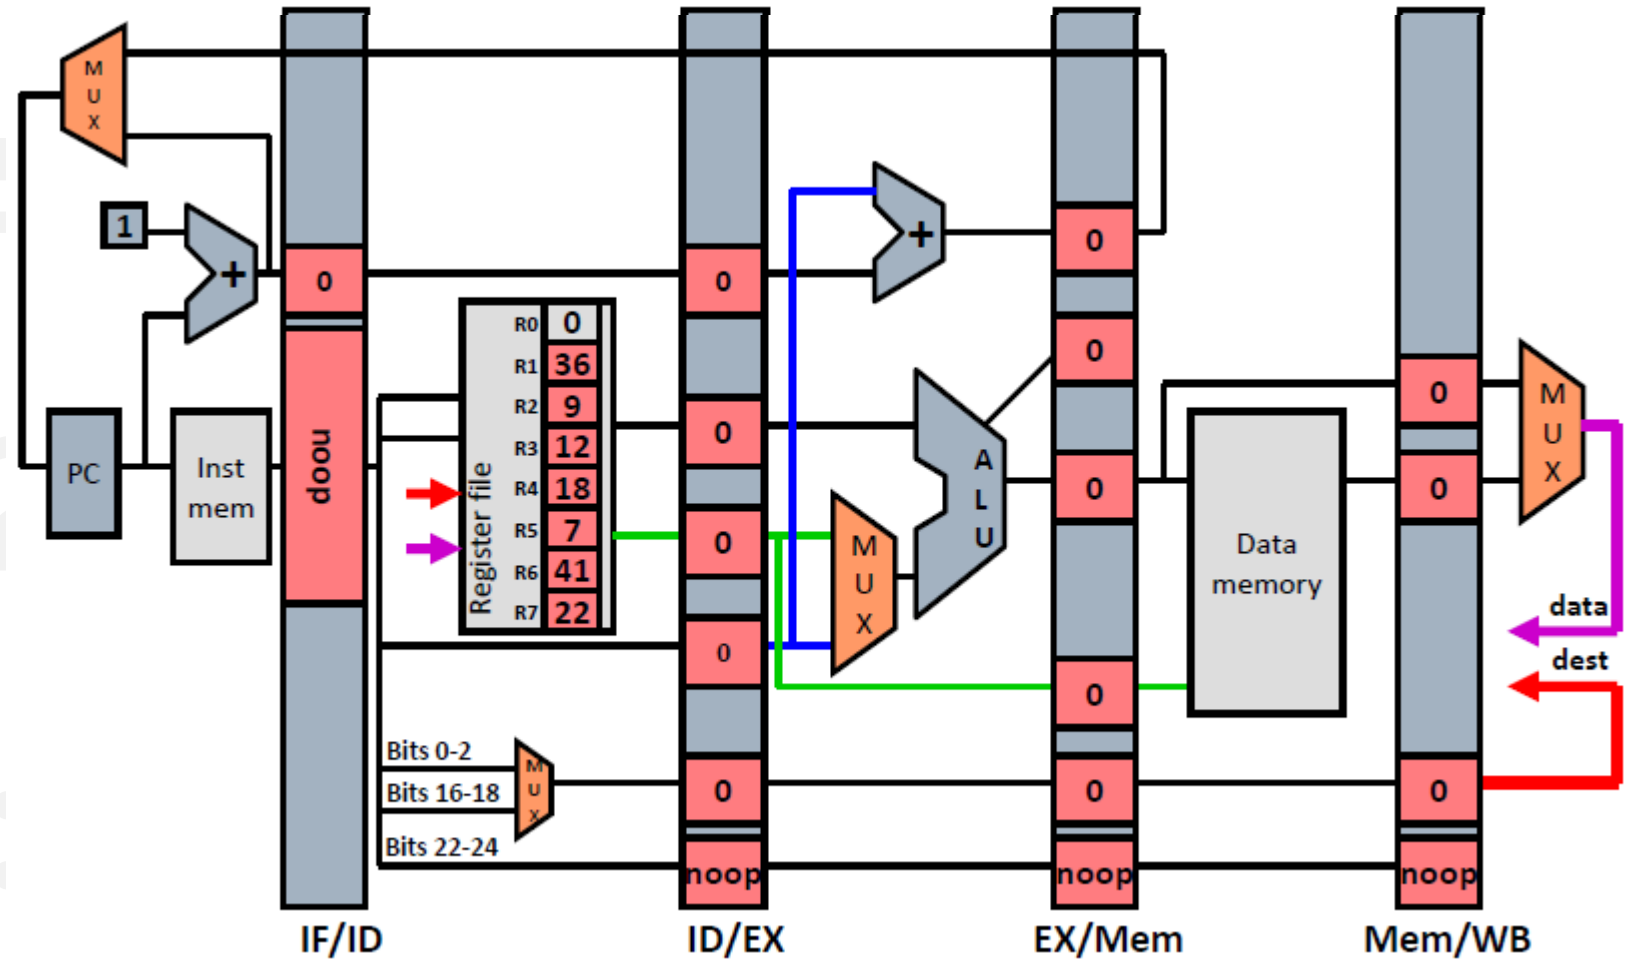 M
U
X
1
+
0
noop
PC
Inst
mem
Register file
R0 0
R1 36
R2 9
R3 12
R4 18
R5 7
R6 41
R7 22
Bits 0-2
Bits 16-18
Bits 22-24
M
U
X
0
0
0
0
0
noop
+
M
U
X
A
L
U
0
0
0
0
0
noop
Data
memory
0
0
0
noop
M
U
X
data
dest
IF/ID
ID/EX
EX/Mem
Mem/WB